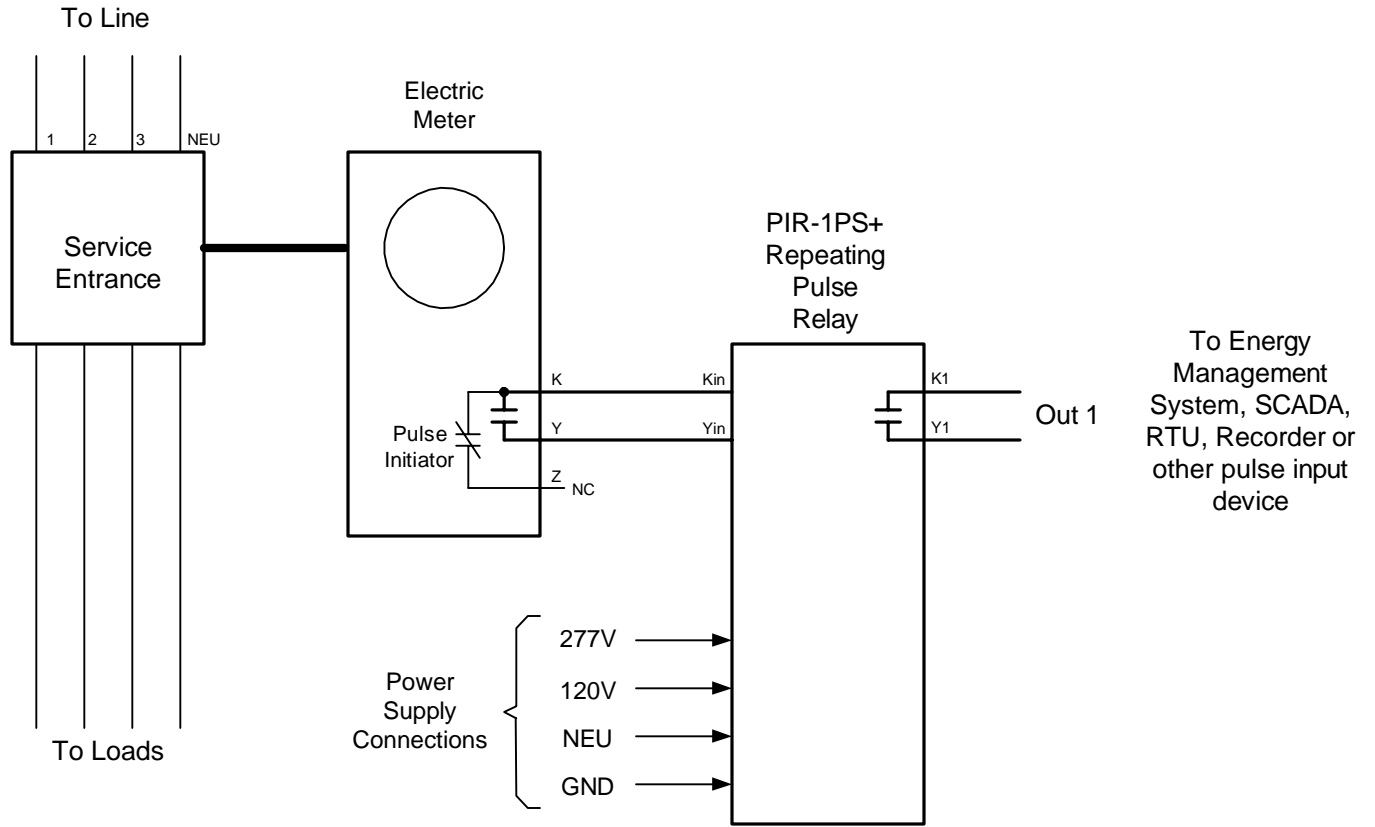 To Line
1
2
3
NEU
Service
Entrance
To Loads
Electric
Meter
Pulse
Initiator
K
Y
Z
NC
Kin
Yin
PIR-1PS+
Repeating
Pulse
Relay
K1
Y1
Out 1
To Energy
Management
System, SCADA,
RTU, Recorder or
other pulse input
device
Power
Supply
Connections
277V
120V
NEU
GND